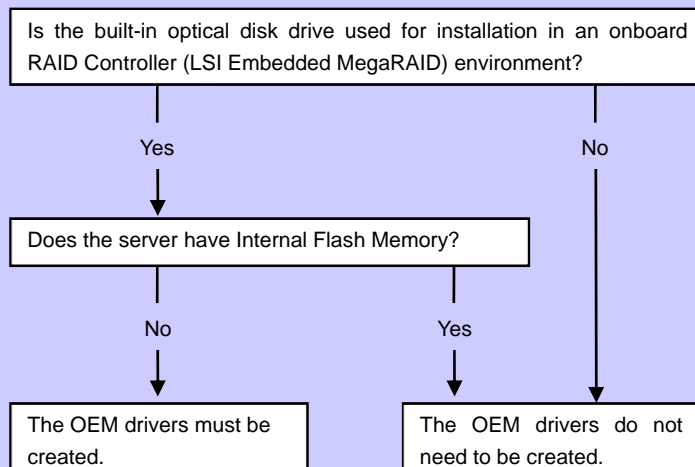 Is the built-in optical disk drive used for installation in an onboard
RAID Controller (LSI Embedded MegaRAID) environment?
Yes
No
Does the server have Internal Flash Memory?
No
Yes
The OEM drivers must be
created.
The OEM drivers do not
need to be created.